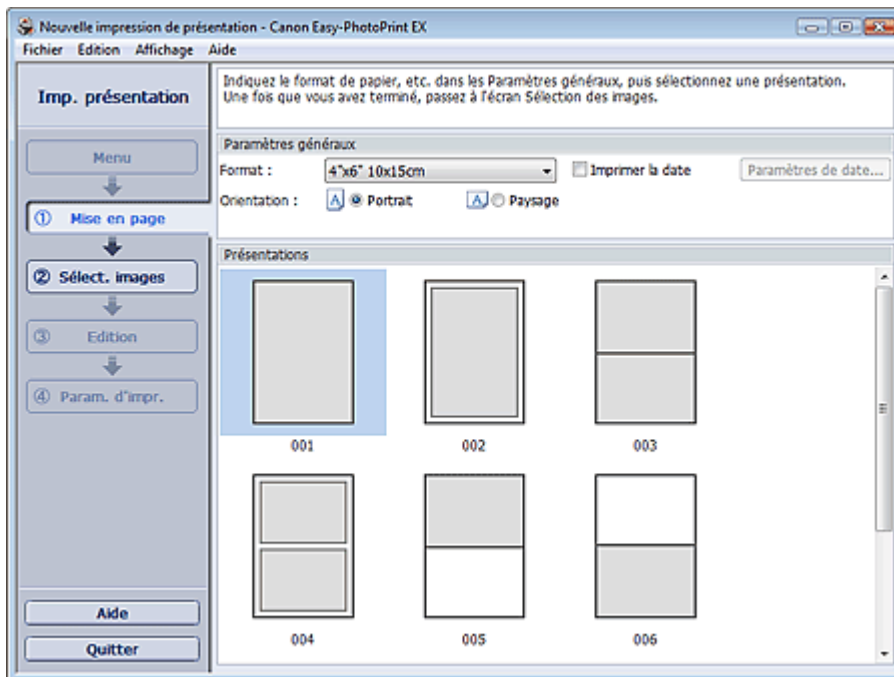 Nouvelle impression de présentation - Canon Easy-PhotoPrint EX
Fichier Edition Affichage Aide
Imp. présentation
Menu
① Mise en page
② Sélect. images
③ Edition
④ Param. d'impr.
Aide
Quitter
Indiquez le format de papier, etc. dans les Paramètres généraux, puis sélectionnez une présentation.
Une fois que vous avez terminé, passez à l'écran Sélection des images.
Paramètres généraux
Format : 4"x6" 10x15cm Imprimer la date Paramètres de date...
Orientation : A Portrait A Paysage
Présentations
001 002 003
004 005 006